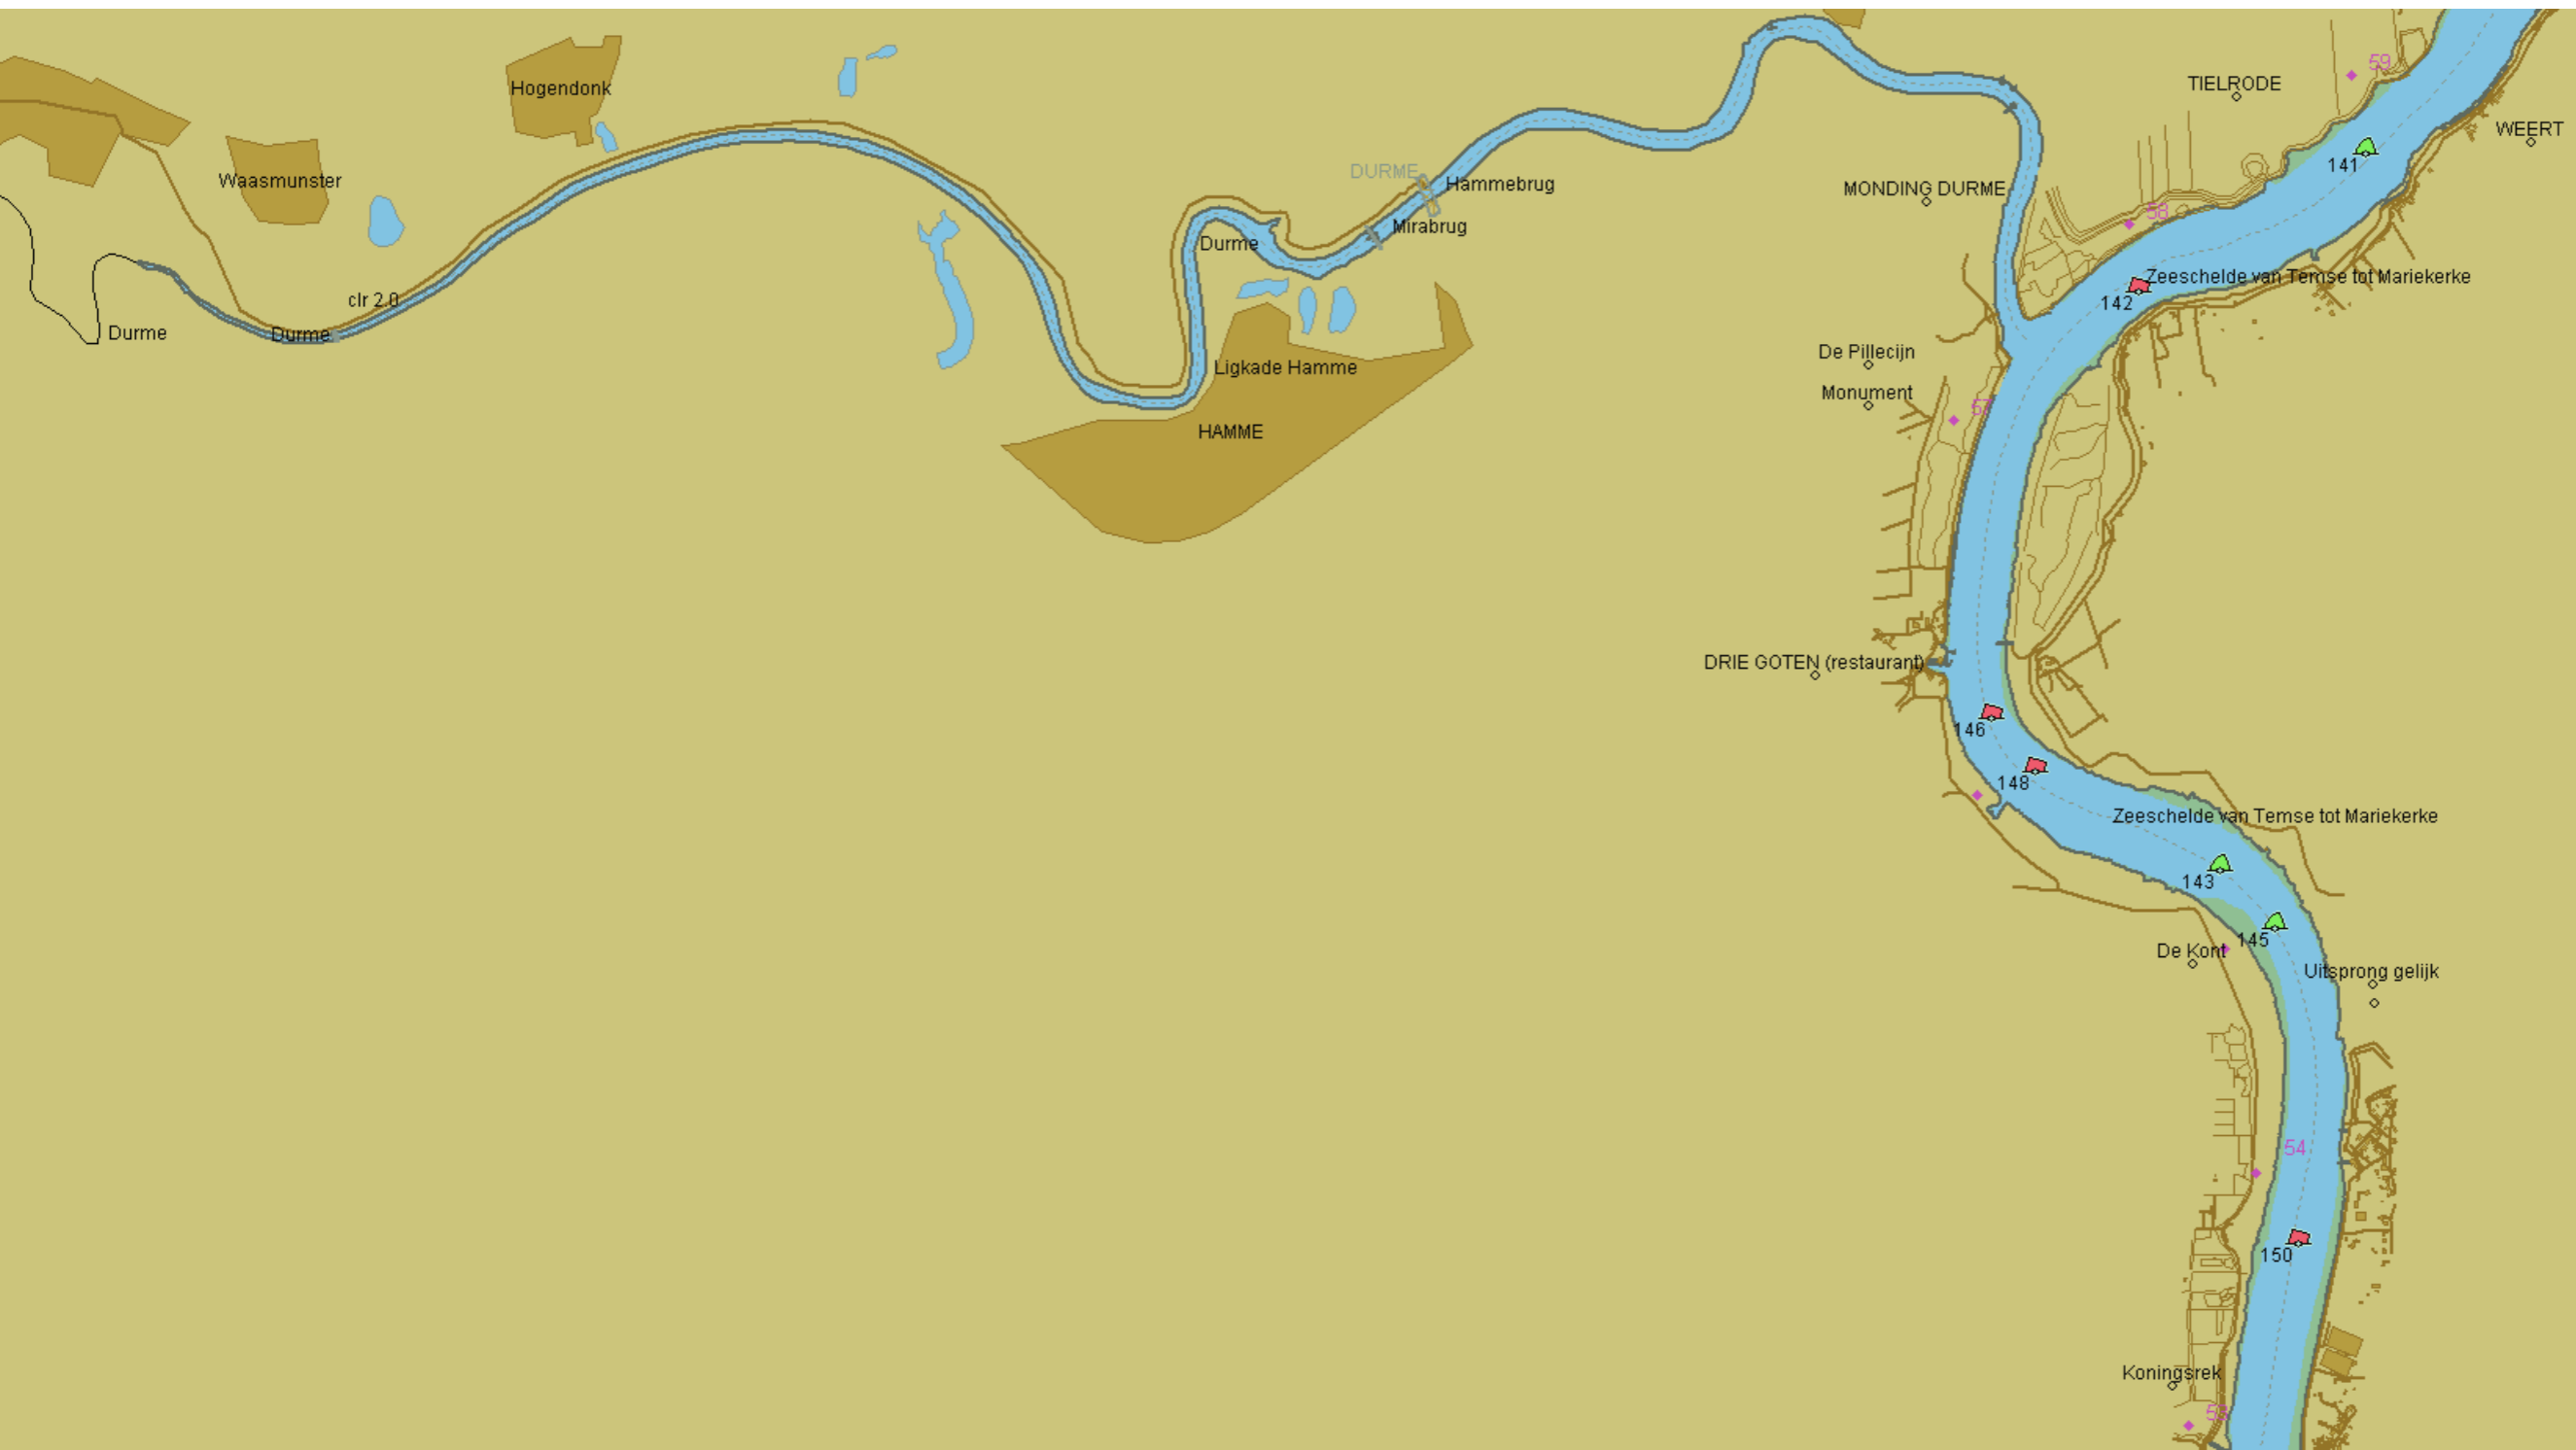 59
TIELRODE
Hogendonk
WEERT
141
DURME
Waasmunster
Hammebrug
MONDING DURME
58
Mirabrug
Durme
Zeeschelde van Temse tot Mariekerke
clr 2.0
142
Durme
Durme
De Pillecijn
Ligkade Hamme
Monument
57
HAMME
DRIE GOTEN (restaurant)
146
148
Zeeschelde van Temse tot Mariekerke
143
145
De Kont
Uitsprong gelijk
54
150
Koningsrek
53